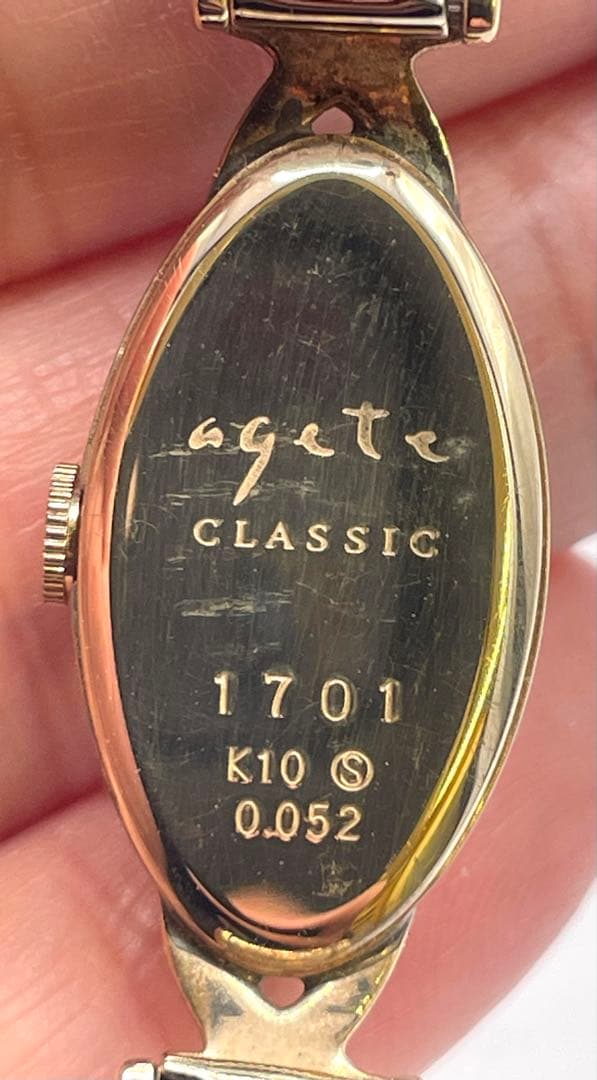 agete
CLASSIC
1701
K10 Ⓢ
0.052